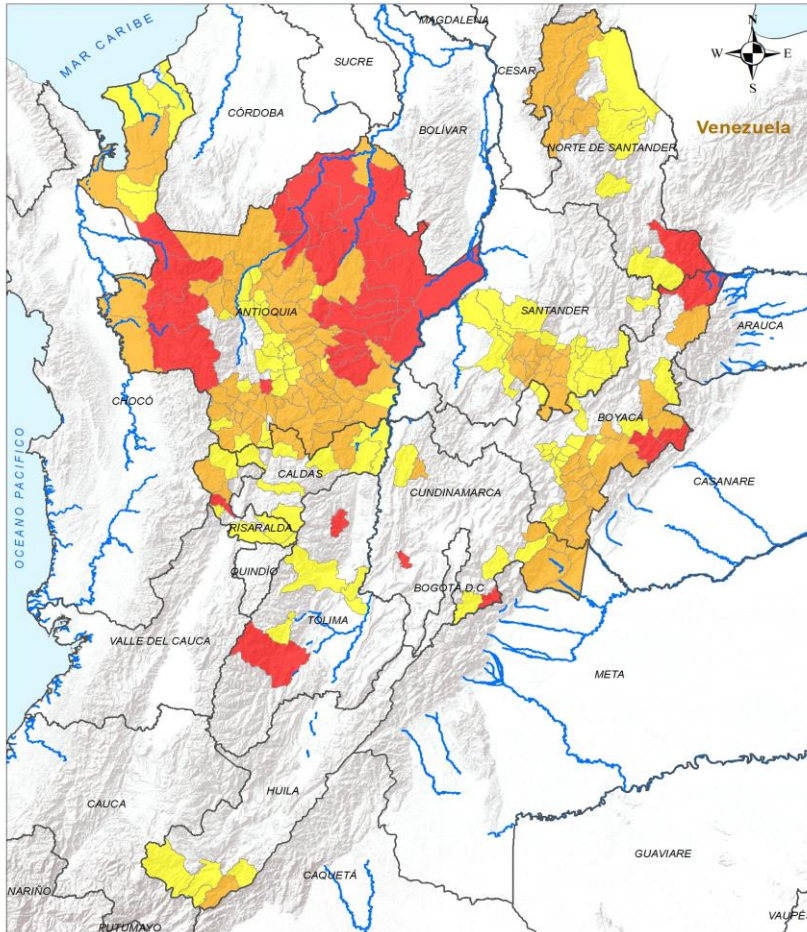 MAGDALENA
MAR CARIBE
SUCRE
N
W
E
S
CESAR
CÓRDOBA
BOLÍVAR
Venezuela
NORTE DE SANTANDER
ANTIOQUIA
SANTANDER
ARAUCA
CHOCÓ
BOYACÁ
OCEANO PACIFICO
CALDAS
CUNDINAMARCA
CASANARE
RISARALDA
QUINDÍO
BOGOTÁ D.C
TOLIMA
VALLE DEL CAUCA
META
HUILA
CAUCA
GUAVIARE
CAQUETÁ
NARIÑO
PUTUMAYO
VAUPÉS